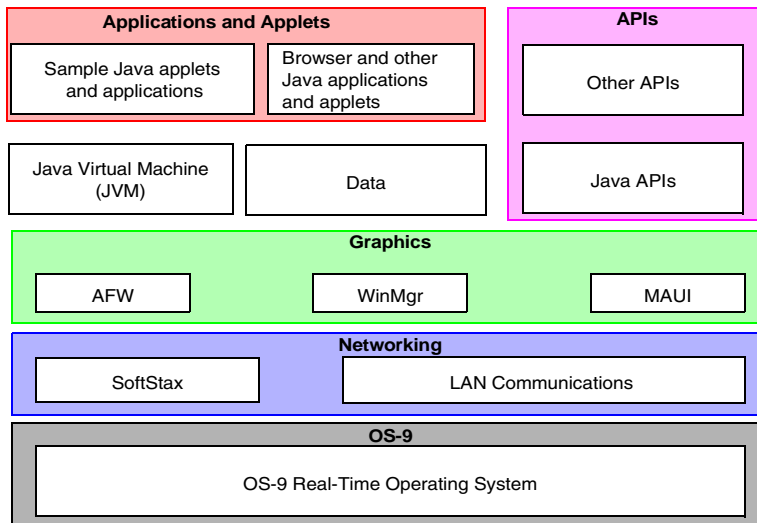 Applications and Applets
Sample Java applets
and applications
Browser and other
Java applications
and applets
APIs
Other APIs
Java APIs
Java Virtual Machine
(JVM)
Data
Graphics
AFW
WinMgr
MAUI
Networking
SoftStax
LAN Communications
OS-9
OS-9 Real-Time Operating System